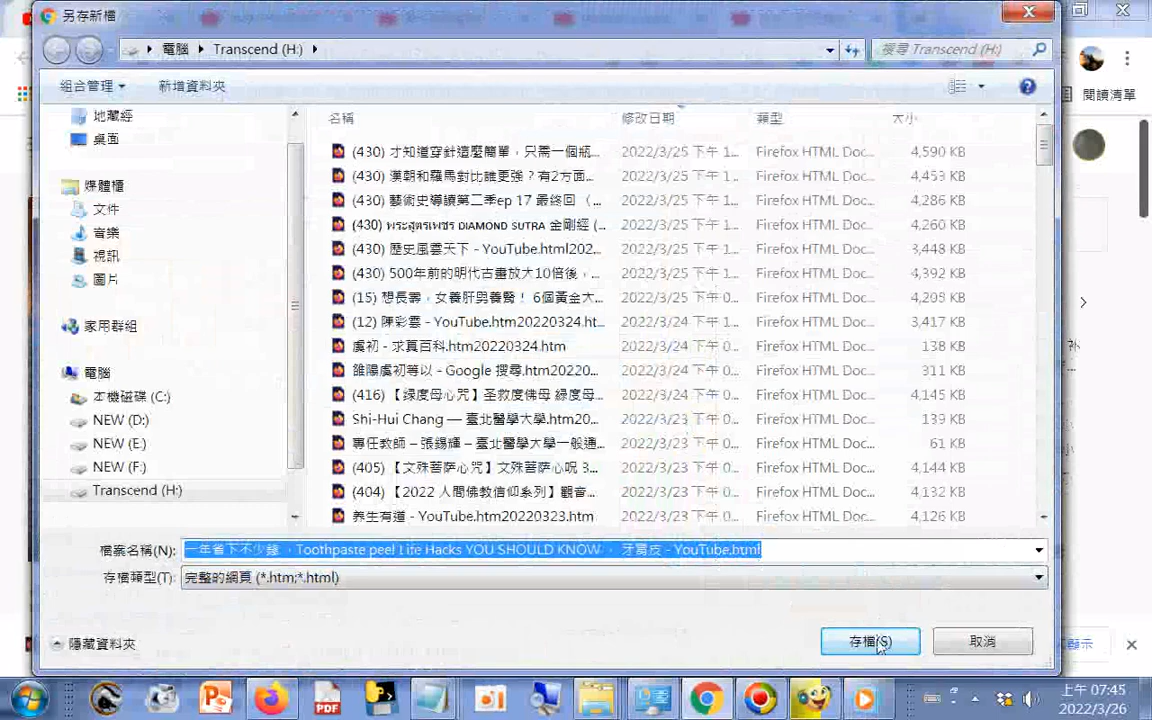 另存新檔
電腦 Transcend (H:) 搜尋 Transcend (H:)
組合管理 新增資料夾
閱讀清單
地藏經
桌面
媒體櫃
文件
音樂
視訊
圖片
家用群組
電腦
本機磁碟 (C:)
NEW (D:)
NEW (E:)
NEW (F:)
Transcend (H:)
名稱 修改日期 類型 大小
(430) 才知道穿針這麼簡單，只需一個瓶... 2022/3/25 下午 1... Firefox HTML Doc... 4,590 KB
(430) 漢朝和羅馬對比誰更強？有2方面... 2022/3/25 下午 1... Firefox HTML Doc... 4,453 KB
(430) 藝術史導讀第二季ep 17 最終回 （... 2022/3/25 下午 1... Firefox HTML Doc... 4,286 KB
(430) พระสูตรเพชร DIAMOND SUTRA 金剛經 (... 2022/3/25 下午 1... Firefox HTML Doc... 4,260 KB
(430) 歷史風雲天下 - YouTube.html202... 2022/3/25 下午 1... Firefox HTML Doc... 3,448 KB
(430) 500年前的明代古畫放大10倍後，... 2022/3/25 下午 1... Firefox HTML Doc... 4,392 KB
(15) 想長壽，女養肝男養腎！ 6個黃金大... 2022/3/25 下午 1... Firefox HTML Doc... 4,205 KB
(12) 陳彩雲 - YouTube.htm20220324.ht... 2022/3/24 下午 1... Firefox HTML Doc... 3,417 KB
虞初 - 求真百科.htm20220324.htm 2022/3/24 下午 0... Firefox HTML Doc... 138 KB
雒陽虞初等以 - Google 搜尋.htm20220... 2022/3/24 下午 0... Firefox HTML Doc... 311 KB
(416) 【绿度母心咒】圣救度佛母 緑度母... 2022/3/24 下午 0... Firefox HTML Doc... 4,145 KB
Shi-Hui Chang — 臺北醫學大學.htm20... 2022/3/23 下午 0... Firefox HTML Doc... 139 KB
專任教師 – 張錫輝 – 臺北醫學大學一般通... 2022/3/23 下午 0... Firefox HTML Doc... 61 KB
(405) 【文殊菩萨心咒】文殊菩萨心呪 3... 2022/3/23 下午 0... Firefox HTML Doc... 4,144 KB
(404) 【2022 人間佛教信仰系列】觀音... 2022/3/23 下午 0... Firefox HTML Doc... 4,132 KB
养生有道 - YouTube.htm20220323.htm 2022/3/23 下午 0... Firefox HTML Doc... 4,126 KB
檔案名稱(N): 一年省下不少錢 ，Toothpaste peel Life Hacks YOU SHOULD KNOW ， 牙膏皮 - YouTube.html
存檔類型(T): 完整的網頁 (*.htm;*.html)
隱藏資料夾 存檔(S) 取消
顯示
PDF
上午 07:45
2022/3/26